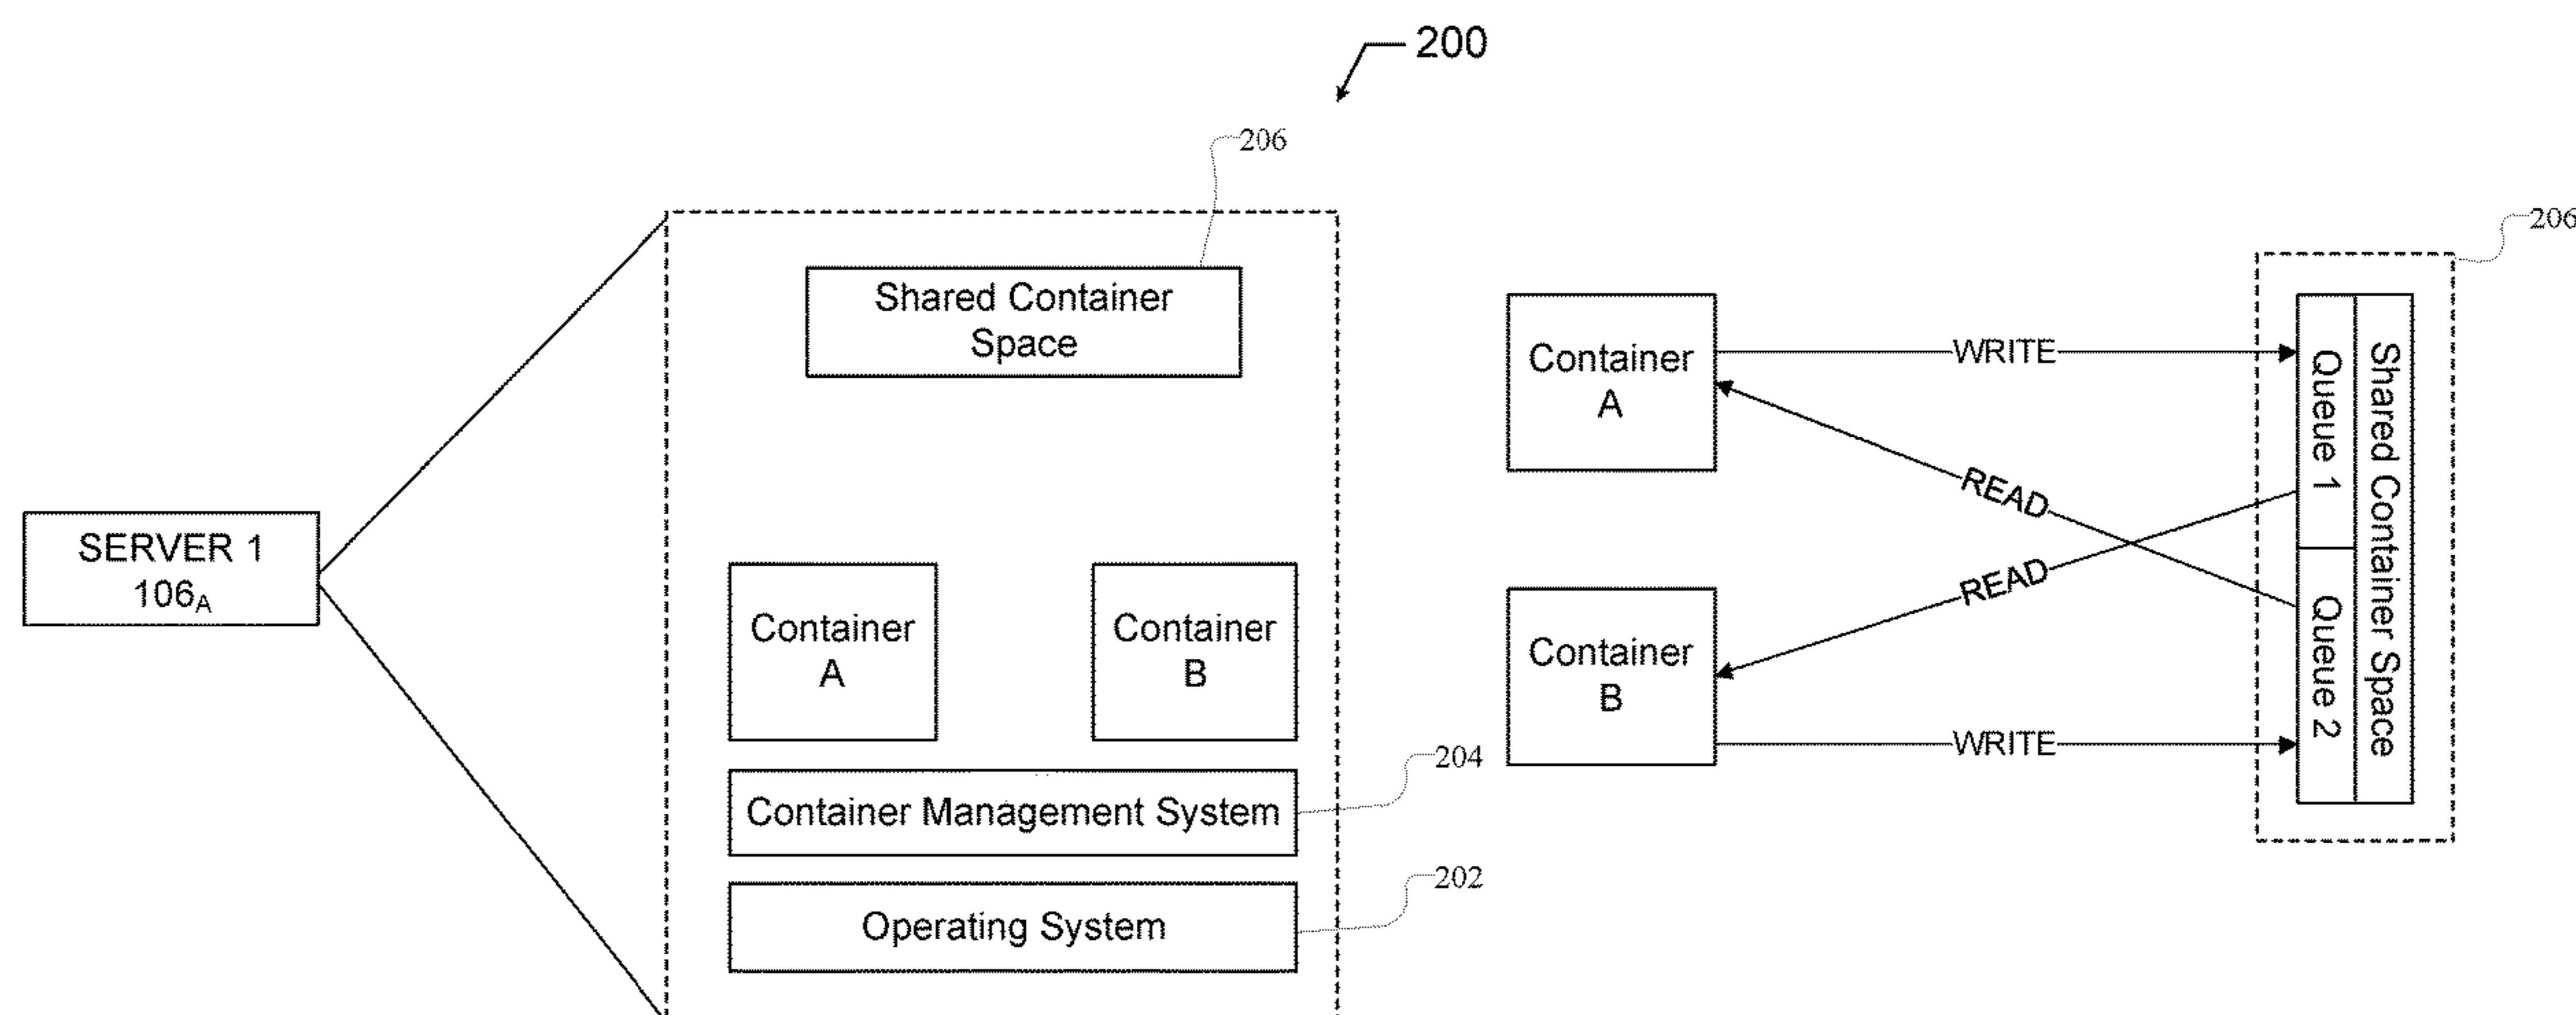 200
206
206
Shared Container
Space
Container
A
WRITE
Queue 1
Shared Container Space
READ
SERVER 1
106A
Container
A
Container
B
READ
Container
B
Queue 2
WRITE
204
Container Management System
202
Operating System